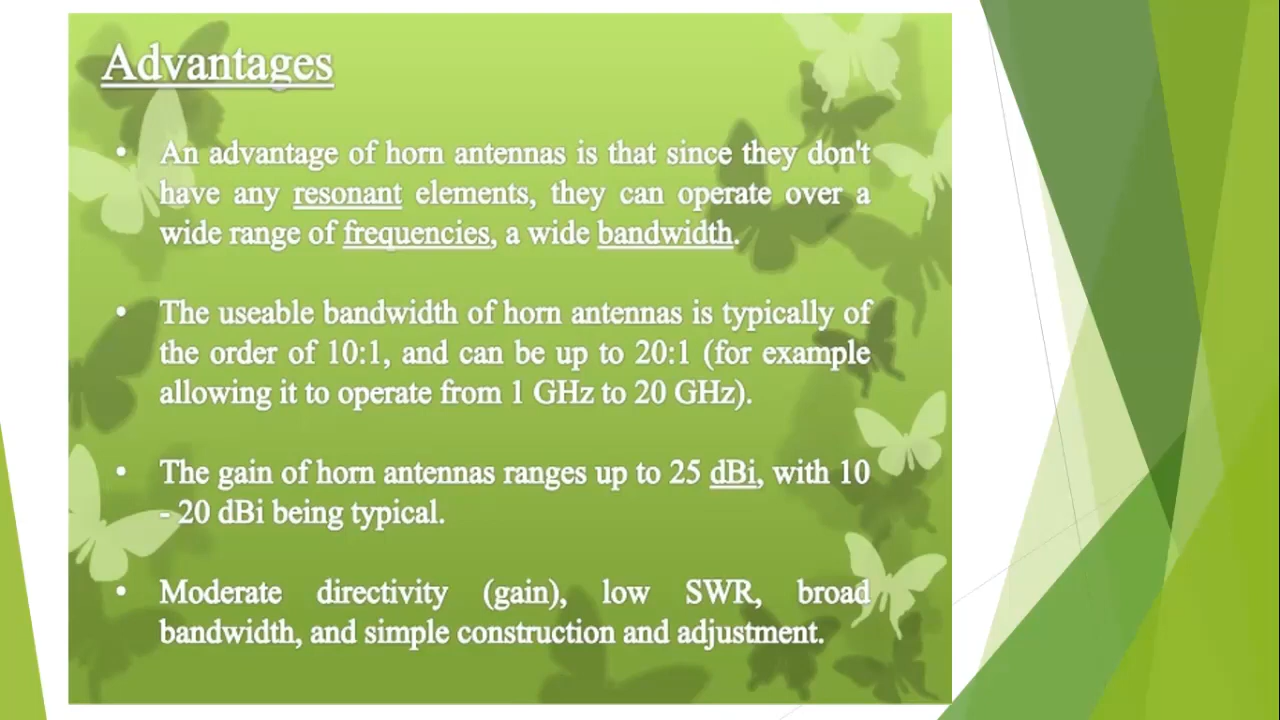 Advantages
• An advantage of horn antennas is that since they don't
have any resonant elements, they can operate over a
wide range of frequencies, a wide bandwidth.
• The useable bandwidth of horn antennas is typically of
the order of 10:1, and can be up to 20:1 (for example
allowing it to operate from 1 GHz to 20 GHz).
• The gain of horn antennas ranges up to 25 dBi, with 10
- 20 dBi being typical.
• Moderate directivity (gain), low SWR, broad
bandwidth, and simple construction and adjustment.